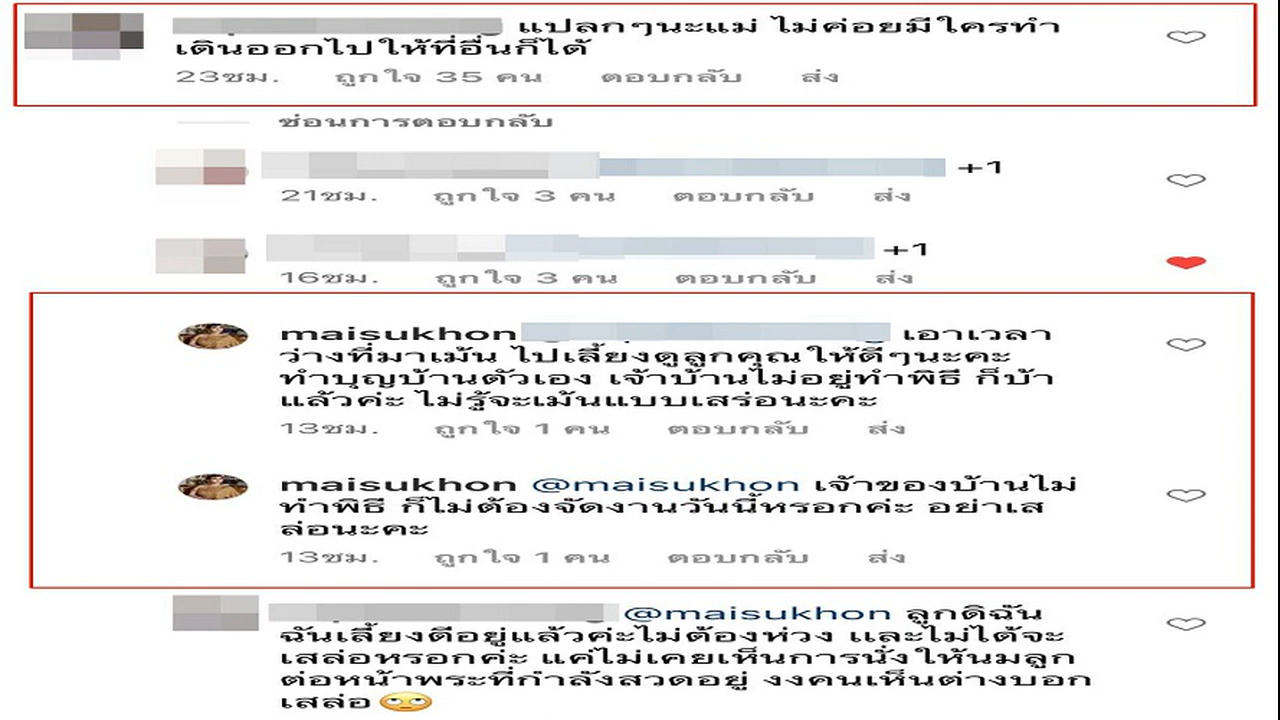 แปลกๆนะแม่ ไม่ค่อยมีใครทำ
เดินออกไปให้ที่อื่นก็ได้
23ชม. ถูกใจ 35 คน ตอบกลับ ส่ง
ซ่อนการตอบกลับ
+1
21ชม. ถูกใจ 3 คน ตอบกลับ ส่ง
+1
16ชม. ถูกใจ 3 คน ตอบกลับ ส่ง
maisukhon เอาเวลา
ว่างที่มาเม้น ไปเลี้ยงดูลูกคุณให้ดีๆนะคะ
ทำบุญบ้านตัวเอง เจ้าบ้านไม่อยู่ทำพิธี ก็บ้า
แล้วค่ะ ไม่รู้จะเม้นแบบเสร่อนะคะ
13ชม. ถูกใจ 1 คน ตอบกลับ ส่ง
maisukhon @maisukhon เจ้าของบ้านไม่
ทำพิธี ก็ไม่ต้องจัดงานวันนี้หรอกค่ะ อย่าเส
ล่อนะคะ
13ชม. ถูกใจ 1 คน ตอบกลับ ส่ง
@maisukhon ลูกดิฉัน
ฉันเลี้ยงดีอยู่แล้วค่ะไม่ต้องห่วง และไม่ได้จะ
เสล่อหรอกค่ะ แค่ไม่เคยเห็นการนั่งให้นมลูก
ต่อหน้าพระที่กำลังสวดอยู่ งงคนเห็นต่างบอก
เสล่อ🙄